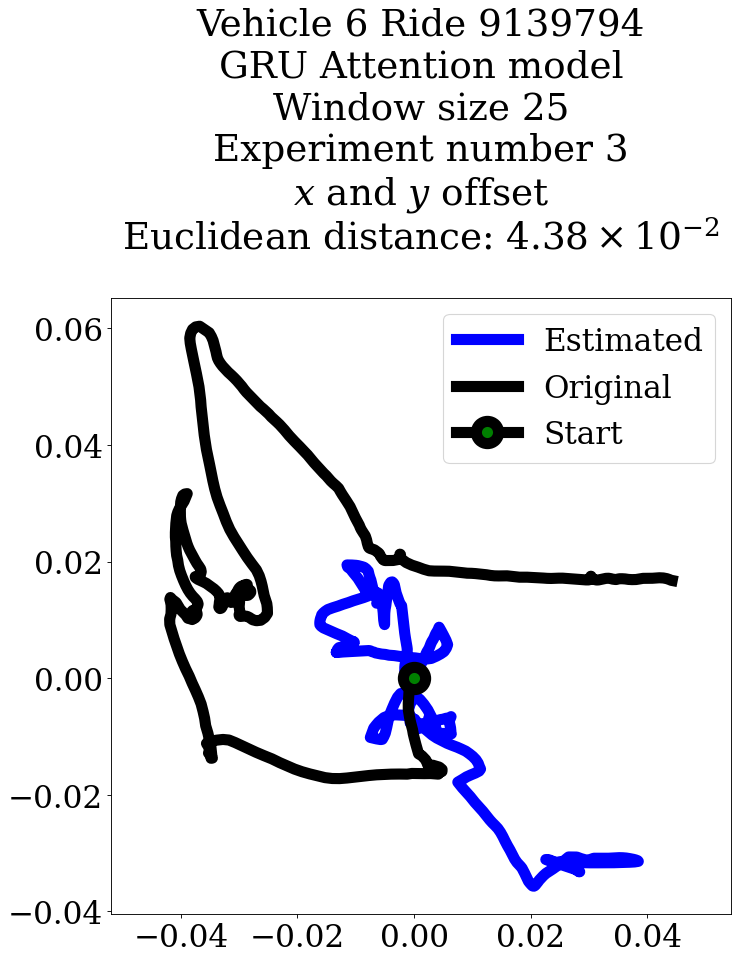 Vehicle 6 Ride 9139794
GRU Attention model
Window size 25
Experiment number 3
x and y offset
Euclidean distance: 4.38 × 10⁻²
Estimated
Original
Start
0.06
0.04
0.02
0.00
−0.02
−0.04
−0.04 −0.02 0.00 0.02 0.04